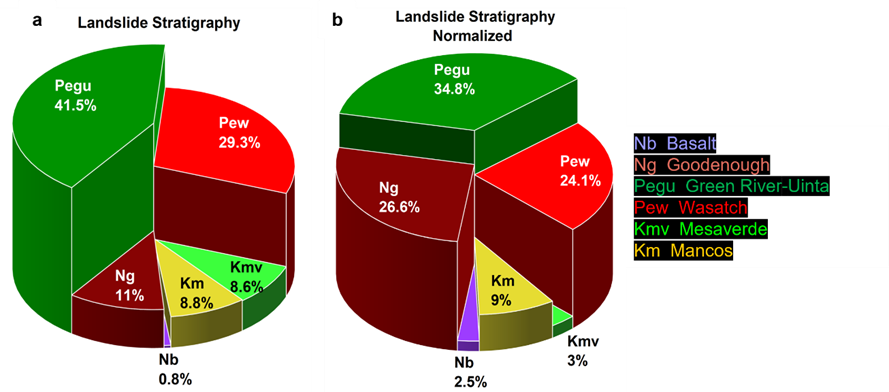 a
Landslide Stratigraphy
Pegu
41.5%
Pew
29.3%
Kmv
8.6%
Km
8.8%
Ng
11%
Nb
0.8%
b
Landslide Stratigraphy
Normalized
Pegu
34.8%
Pew
24.1%
Ng
26.6%
Km
9%
Kmv
3%
Nb
2.5%
Nb Basalt
Ng Goodenough
Pegu Green River-Uinta
Pew Wasatch
Kmv Mesaverde
Km Mancos